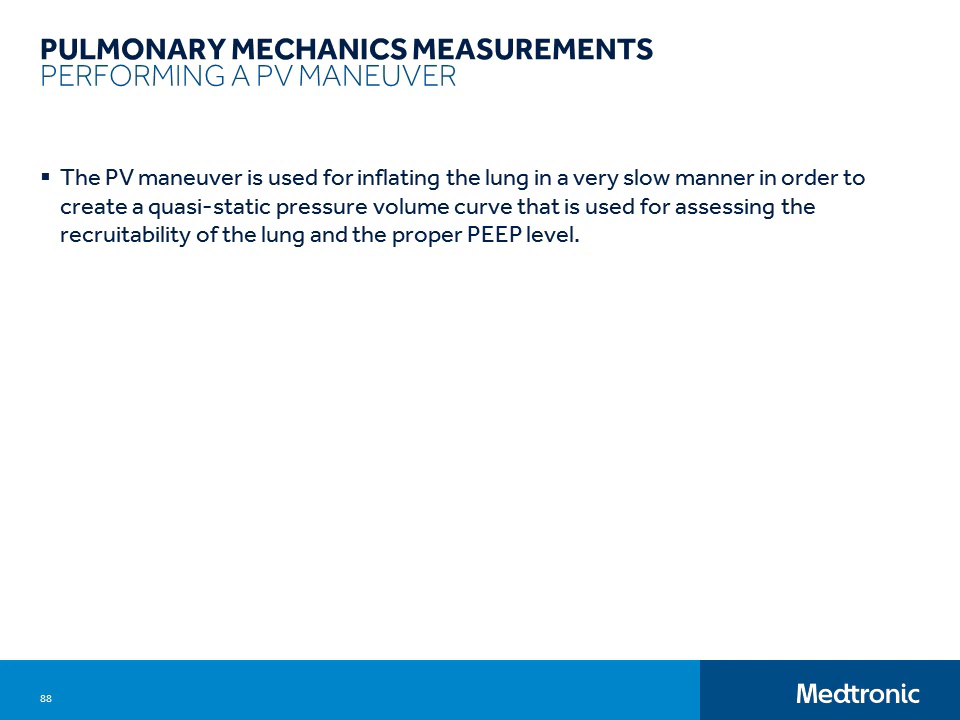 PULMONARY MECHANICS MEASUREMENTS
PERFORMING A PV MANEUVER
▪ The PV maneuver is used for inflating the lung in a very slow manner in order to
create a quasi-static pressure volume curve that is used for assessing the
recruitability of the lung and the proper PEEP level.
88
Medtronic